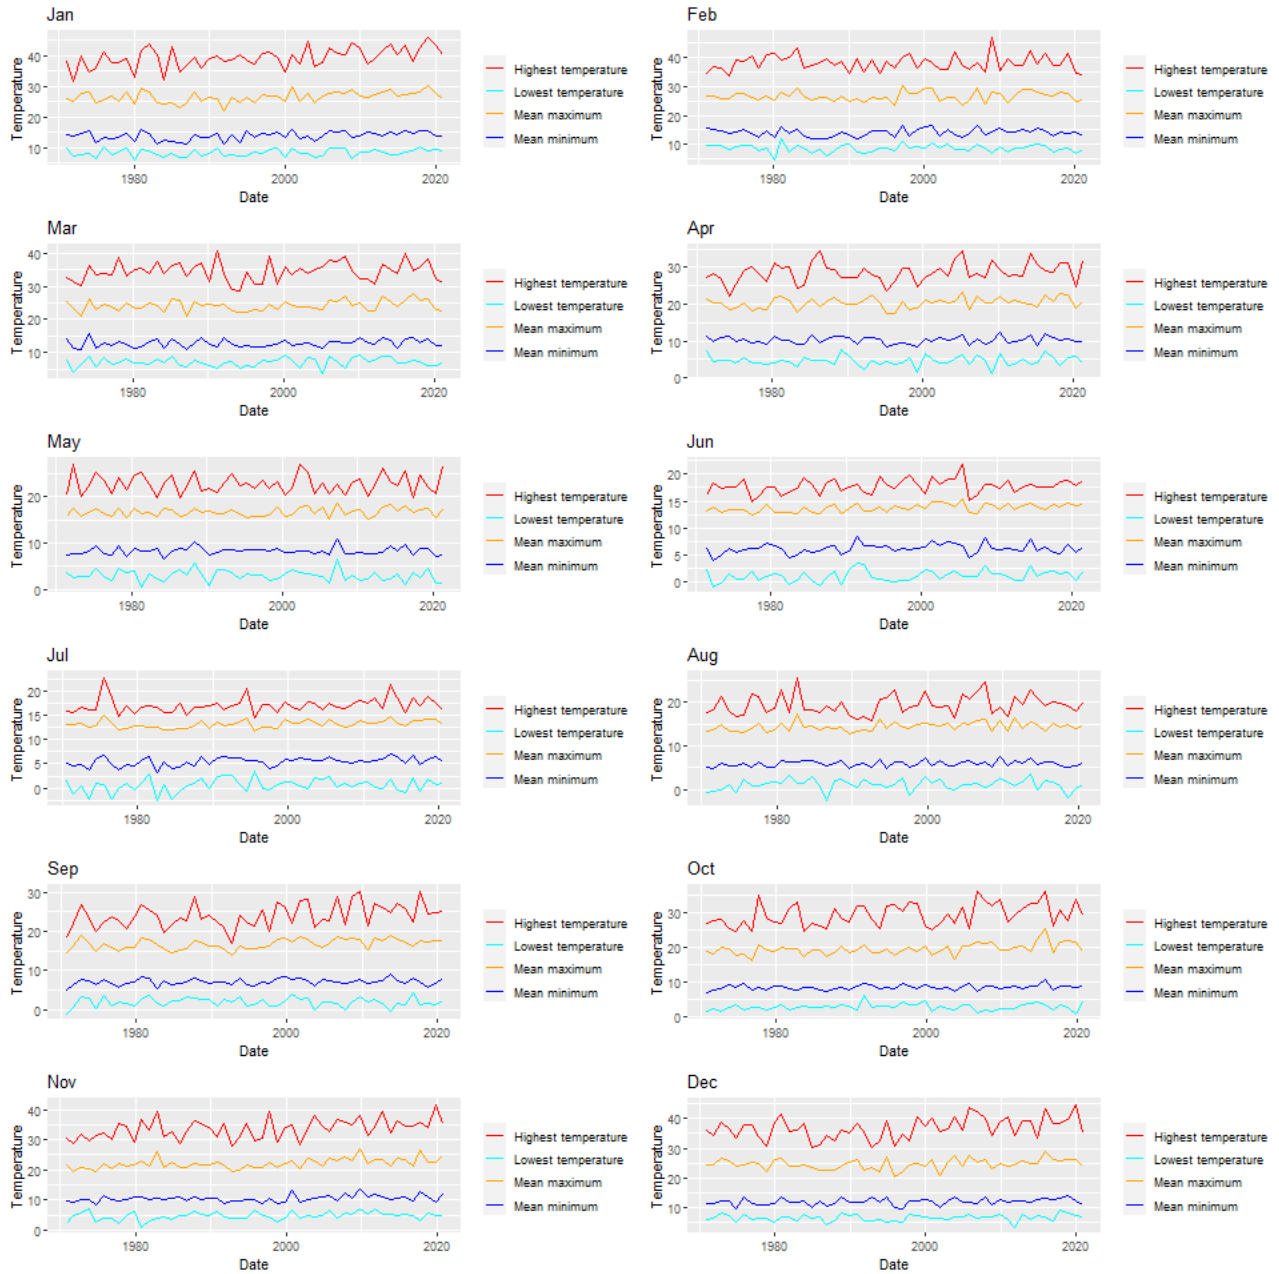 Jan
Temperature
40
30
20
10
1980
2000
2020
Date
Highest temperature
Lowest temperature
Mean maximum
Mean minimum
Feb
Temperature
40
30
20
10
1980
2000
2020
Date
Highest temperature
Lowest temperature
Mean maximum
Mean minimum
Mar
Temperature
40
30
20
10
1980
2000
2020
Date
Highest temperature
Lowest temperature
Mean maximum
Mean minimum
Apr
Temperature
30
20
10
0
1980
2000
2020
Date
Highest temperature
Lowest temperature
Mean maximum
Mean minimum
May
Temperature
20
10
0
1980
2000
2020
Date
Highest temperature
Lowest temperature
Mean maximum
Mean minimum
Jun
Temperature
20
15
10
5
0
1980
2000
2020
Date
Highest temperature
Lowest temperature
Mean maximum
Mean minimum
Jul
Temperature
20
15
10
5
0
1980
2000
2020
Date
Highest temperature
Lowest temperature
Mean maximum
Mean minimum
Aug
Temperature
20
10
0
1980
2000
2020
Date
Highest temperature
Lowest temperature
Mean maximum
Mean minimum
Sep
Temperature
30
20
10
0
1980
2000
2020
Date
Highest temperature
Lowest temperature
Mean maximum
Mean minimum
Oct
Temperature
30
20
10
0
1980
2000
2020
Date
Highest temperature
Lowest temperature
Mean maximum
Mean minimum
Nov
Temperature
40
30
20
10
0
1980
2000
2020
Date
Highest temperature
Lowest temperature
Mean maximum
Mean minimum
Dec
Temperature
40
30
20
10
1980
2000
2020
Date
Highest temperature
Lowest temperature
Mean maximum
Mean minimum